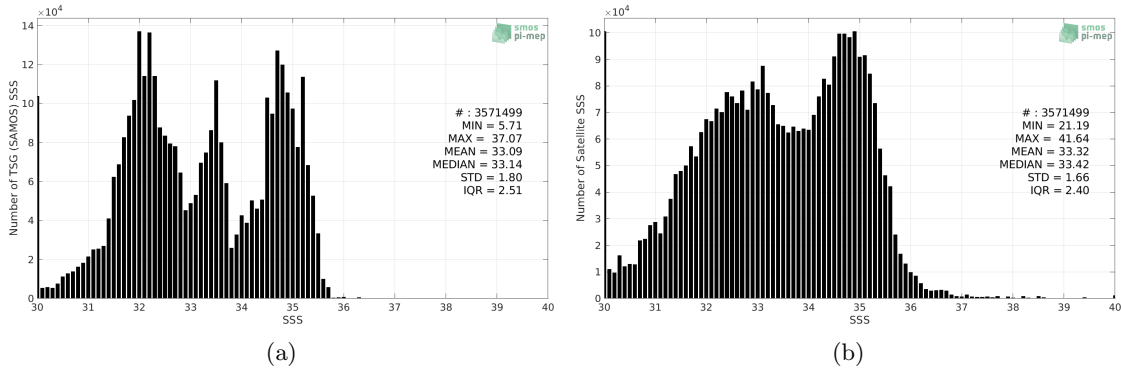 ×10⁴
14
12
10
8
6
4
2
0
Number of TSG (SAMOS) SSS
30 31 32 33 34 35 36 37 38 39 40
SSS
smos
pi-mep
# : 3571499
MIN = 5.71
MAX = 37.07
MEAN = 33.09
MEDIAN = 33.14
STD = 1.80
IQR = 2.51
(a)
×10⁴
10
9
8
7
6
5
4
3
2
1
0
Number of Satellite SSS
30 31 32 33 34 35 36 37 38 39 40
SSS
smos
pi-mep
# : 3571499
MIN = 21.19
MAX = 41.64
MEAN = 33.32
MEDIAN = 33.42
STD = 1.66
IQR = 2.40
(b)